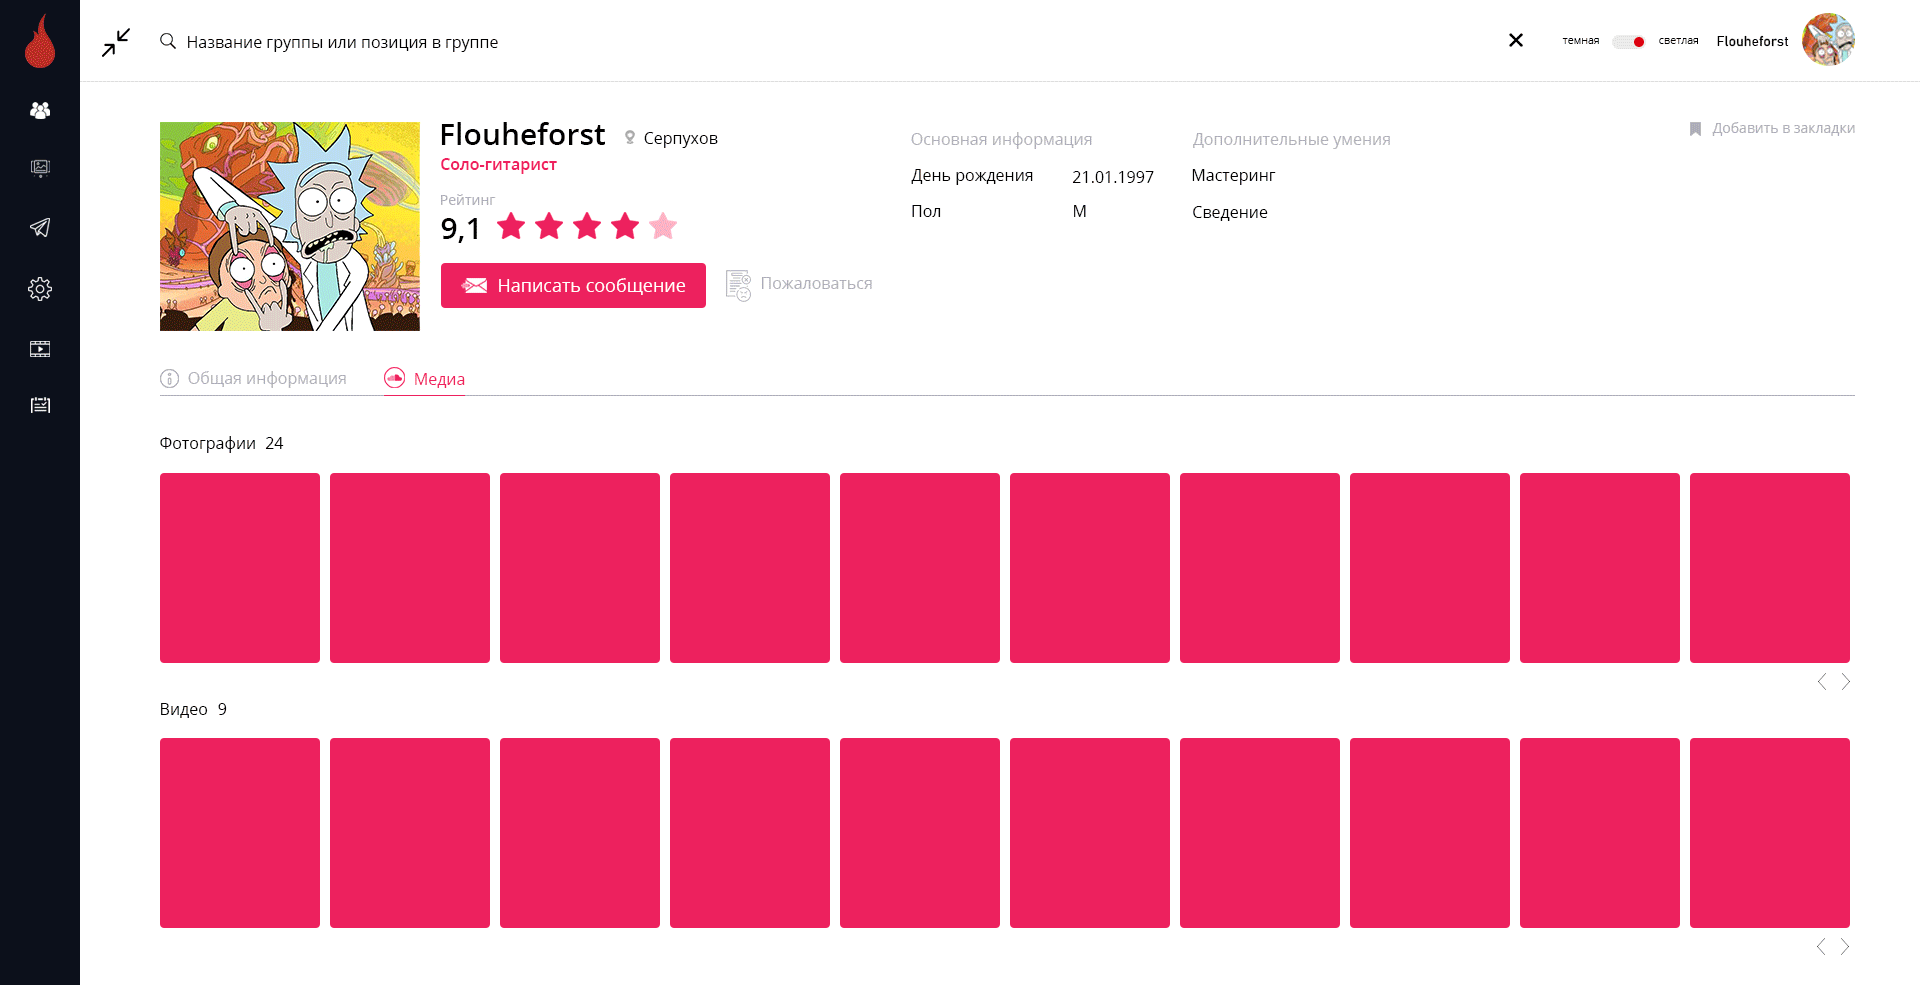 Название группы или позиция в группе
темная
светлая
Flouheforst
Flouheforst
Серпухов
Соло-гитарист
Рейтинг
9,1
Написать сообщение
Пожаловаться
Основная информация
День рождения 21.01.1997
Пол М
Дополнительные умения
Мастеринг
Сведение
Добавить в закладки
Общая информация
Медиа
Фотографии 24
Видео 9